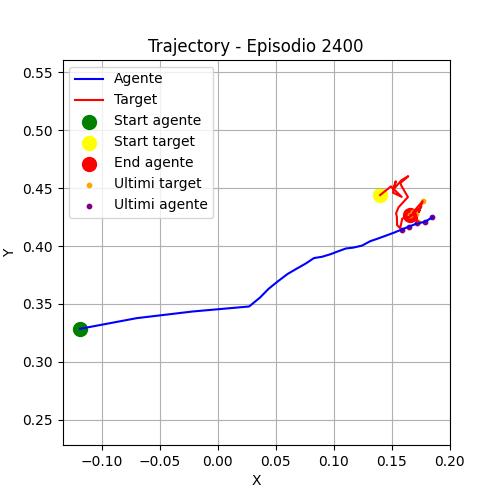 Trajectory - Episodio 2400
Agente
Target
Start agente
Start target
End agente
Ultimi target
Ultimi agente
0.55
0.50
0.45
0.40
0.35
0.30
0.25
Y
−0.10
−0.05
0.00
0.05
0.10
0.15
0.20
X